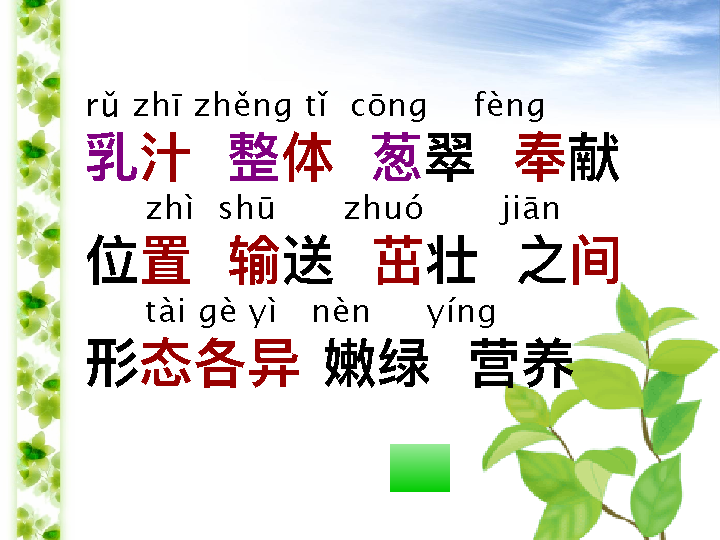 rǔ zhī zhěng tǐ cōng fèng
乳汁 整体 葱翠 奉献
zhì shū zhuó jiān
位置 输送 茁壮 之间
tài gè yì nèn yíng
形态各异 嫩绿 营养